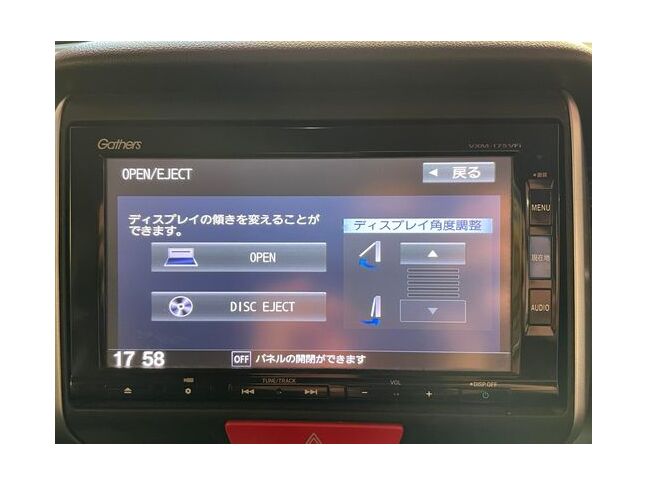 Gathers
VXM-175VFi
OPEN/EJECT
戻る
ディスプレイの傾きを変えることが
できます。
ディスプレイ角度調整
OPEN
DISC EJECT
17 58
OFF パネルの開閉ができます
MENU
現在地
AUDIO
TUNE/TRACK
VOL
DISP OFF